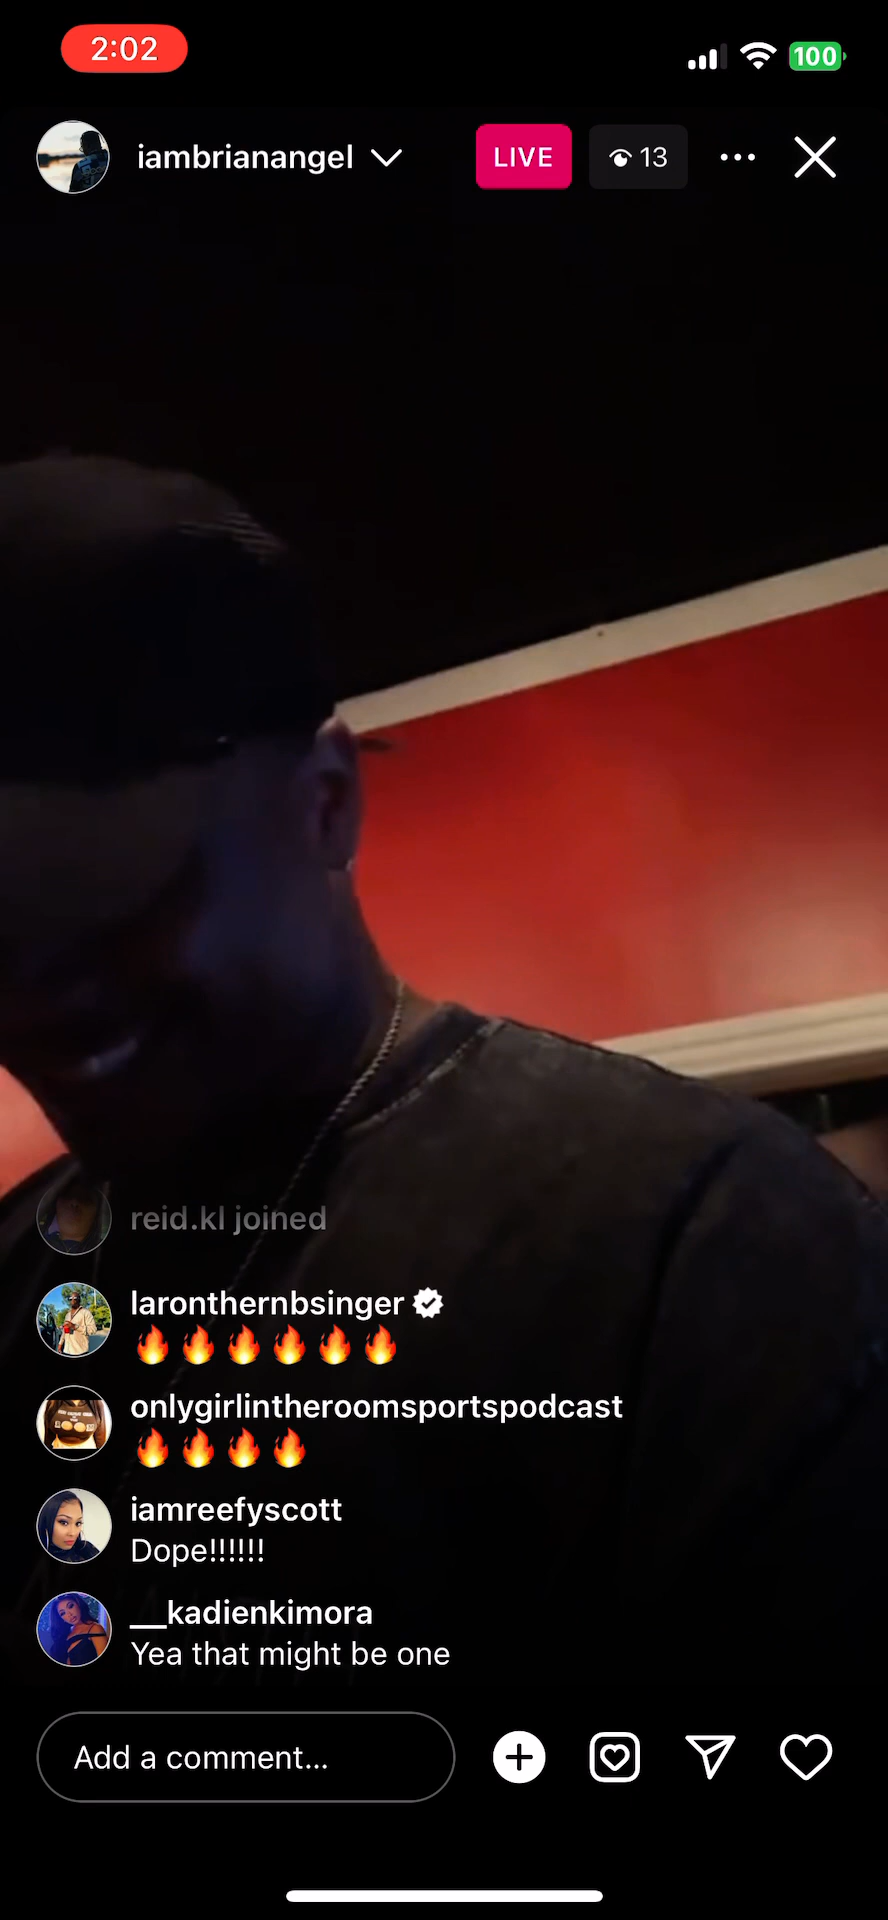 2:02
100
iambrianangel
LIVE
13
reid.kl joined
laronthernbsinger
🔥🔥🔥🔥🔥🔥
onlygirlintheroomsportspodcast
🔥🔥🔥🔥
iamreefyscott
Dope!!!!!!
__kadienkimora
Yea that might be one
Add a comment...